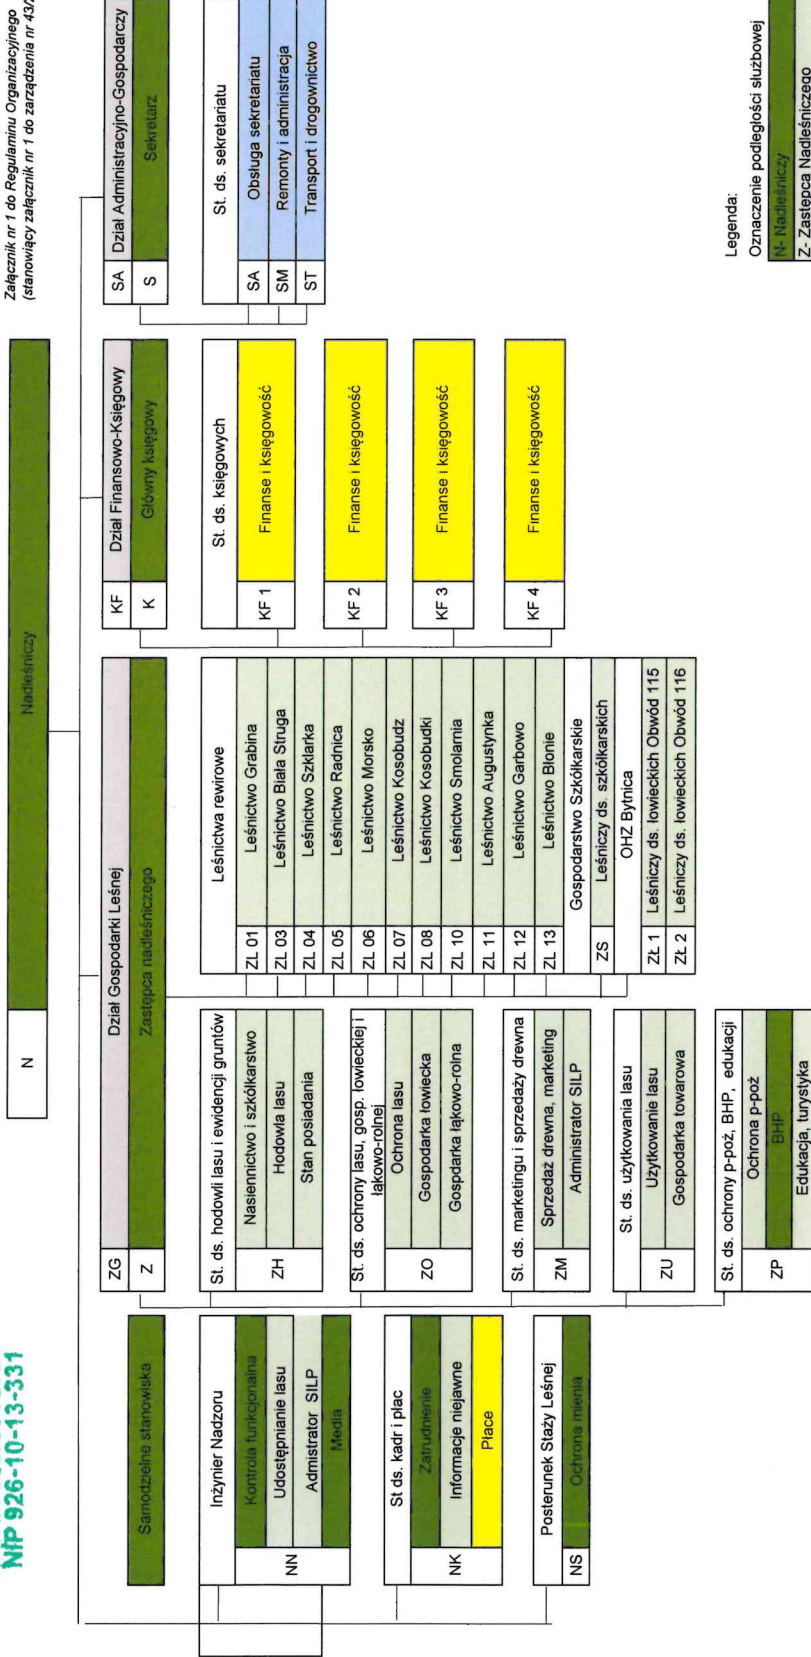 NIP 926-10-13-331
Załącznik nr 1 do Regulaminu Organizacyjnego
(stanowiący załącznik nr 1 do zarządzenia nr 43/
N
Nadleśniczy
Samodzielne stanowiska
Inżynier Nadzoru
NN
Kontrola funkcjonalna
Udostępnianie lasu
Admistrator SILP
Media
St ds. kadr i płac
NK
Zatrudnienie
Informacje niejawne
Płace
Posterunek Staży Leśnej
NS
Ochrona mienia
ZG
Dział Gospodarki Leśnej
Z
Zastępca nadleśniczego
St. ds. hodowli lasu i ewidencji gruntów
ZH
Nasiennictwo i szkółkarstwo
Hodowla lasu
Stan posiadania
St. ds. ochrony lasu, gosp. łowieckiej i
łąkowo-rolnej
ZO
Ochrona lasu
Gospodarka łowiecka
Gospdarka łąkowo-rolna
St. ds. marketingu i sprzedaży drewna
ZM
Sprzedaż drewna, marketing
Administrator SILP
St. ds. użytkowania lasu
ZU
Użytkowanie lasu
Gospodarka towarowa
St. ds. ochrony p-poż, BHP, edukacji
ZP
Ochrona p-poż
BHP
Edukacja, turystyka
Leśnictwa rewirowe
ZL 01 Leśnictwo Grabina
ZL 03 Leśnictwo Biała Struga
ZL 04 Leśnictwo Szklarka
ZL 05 Leśnictwo Radnica
ZL 06 Leśnictwo Morsko
ZL 07 Leśnictwo Kosobudz
ZL 08 Leśnictwo Kosobudki
ZL 10 Leśnictwo Smolarnia
ZL 11 Leśnictwo Augustynka
ZL 12 Leśnictwo Garbowo
ZL 13 Leśnictwo Błonie
Gospodarstwo Szkółkarskie
ZS Leśniczy ds. szkółkarskich
OHZ Bytnica
ZŁ 1 Leśniczy ds. łowieckich Obwód 115
ZŁ 2 Leśniczy ds. łowieckich Obwód 116
KF Dział Finansowo-Księgowy
K Główny księgowy
St. ds. księgowych
KF 1 Finanse i księgowość
KF 2 Finanse i księgowość
KF 3 Finanse i księgowość
KF 4 Finanse i księgowość
SA Dział Administracyjno-Gospodarczy
S Sekretarz
St. ds. sekretariatu
SA Obsługa sekretariatu
SM Remonty i administracja
ST Transport i drogownictwo
Legenda:
Oznaczenie podległości służbowej
N- Nadleśniczy
Z- Zastępca Nadleśniczego